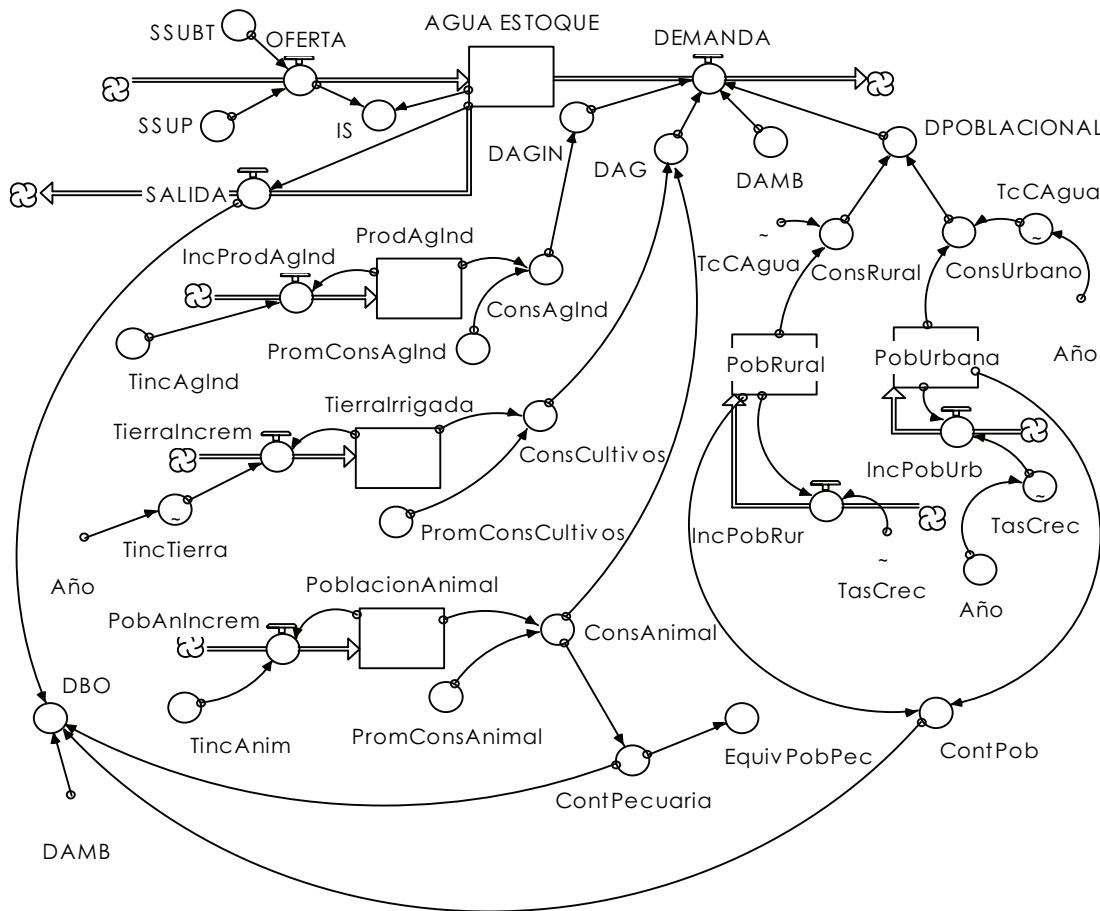 AGUA ESTOQUE
SSUBT
OFERTA
DEMANDA
SSUP
IS
DAGIN
DAG
DAMB
DPOBLACIONAL
SALIDA
TcCAgua
IncProdAgInd
ProdAgInd
TcCAgua
ConsRural
ConsUrbano
ConsAgInd
TincAgInd
PromConsAgInd
PobRural
PobUrbana
Año
TierraIncrem
TierraIrrigada
ConsCultivos
IncPobUrb
PromConsCultivos
TincTierra
IncPobRur
TasCrec
Año
PoblacionAnimal
TasCrec
Año
PobAnIncrem
ConsAnimal
DBO
TincAnim
PromConsAnimal
EquivPobPec
ContPob
ContPecuaria
DAMB